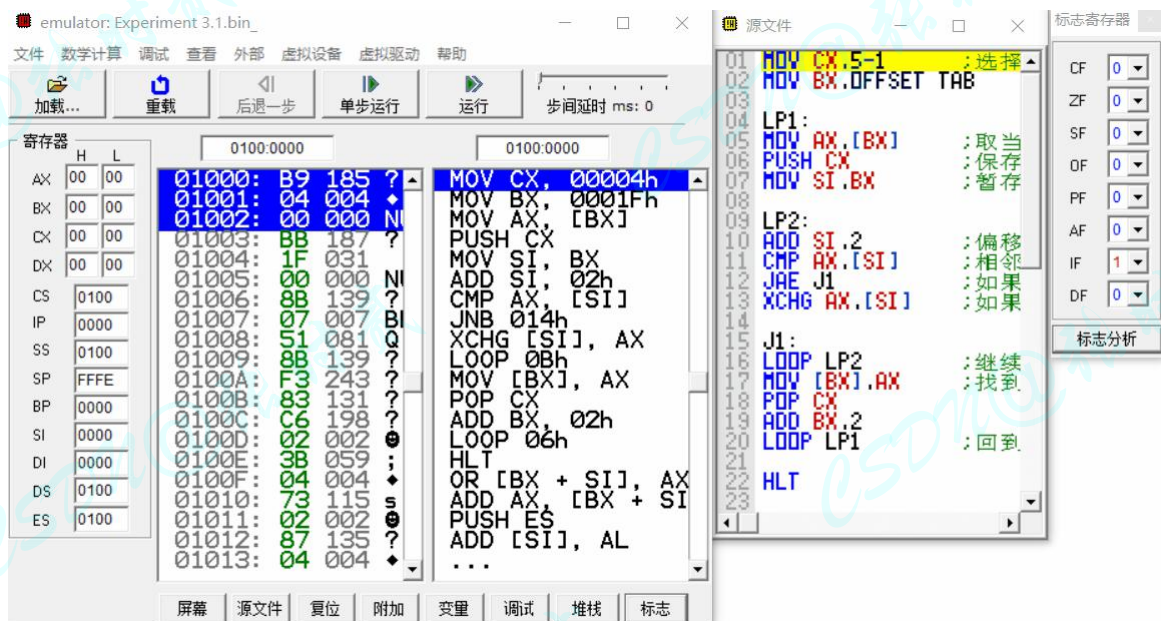 emulator: Experiment 3.1.bin_
文件 数学计算 调试 查看 外部 虚拟设备 虚拟驱动 帮助
加载... 重载 后退一步 单步运行 运行 步间延时 ms: 0
寄存器
H L
AX 00 00
BX 00 00
CX 00 00
DX 00 00
CS 0100
IP 0000
SS 0100
SP FFFE
BP 0000
SI 0000
DI 0000
DS 0100
ES 0100
0100:0000
01000: B9 185 ?
01001: 04 004 ♦
01002: 00 000 NU
01003: BB 187 ?
01004: 1F 031
01005: 00 000 NU
01006: 8B 139 ?
01007: 07 007 BE
01008: 51 081 Q
01009: 8B 139 ?
0100A: F3 243 ?
0100B: 83 131 ?
0100C: C6 198 ?
0100D: 02 002 ☻
0100E: 3B 059 ;
0100F: 04 004 ♦
01010: 73 115 s
01011: 02 002 ☻
01012: 87 135 ?
01013: 04 004 ♦
0100:0000
MOV CX, 00004h
MOV BX, 0001Fh
MOV AX, [BX]
PUSH CX
MOV SI, BX
ADD SI, 02h
CMP AX, [SI]
JNB 014h
XCHG [SI], AX
LOOP 0Bh
MOV [BX], AX
POP CX
ADD BX, 02h
LOOP 06h
HLT
OR [BX + SI], AX
ADD AX, [BX + SI
PUSH ES
ADD [SI], AL
...
屏幕 源文件 复位 附加 变量 调试 堆栈 标志
源文件
01 MOV CX,5-1 ;选择
02 MOV BX,OFFSET TAB
03
04 LP1:
05 MOV AX,[BX] ;取当
06 PUSH CX ;保存
07 MOV SI,BX ;暂存
08
09 LP2:
10 ADD SI,2 ;偏移
11 CMP AX,[SI] ;相邻
12 JAE J1 ;如果
13 XCHG AX,[SI] ;如果
14
15 J1:
16 LOOP LP2 ;继续
17 MOV [BX],AX ;找到
18 POP CX
19 ADD BX,2
20 LOOP LP1 ;回到
21
22 HLT
23
标志寄存器
CF 0
ZF 0
SF 0
OF 0
PF 0
AF 0
IF 1
DF 0
标志分析